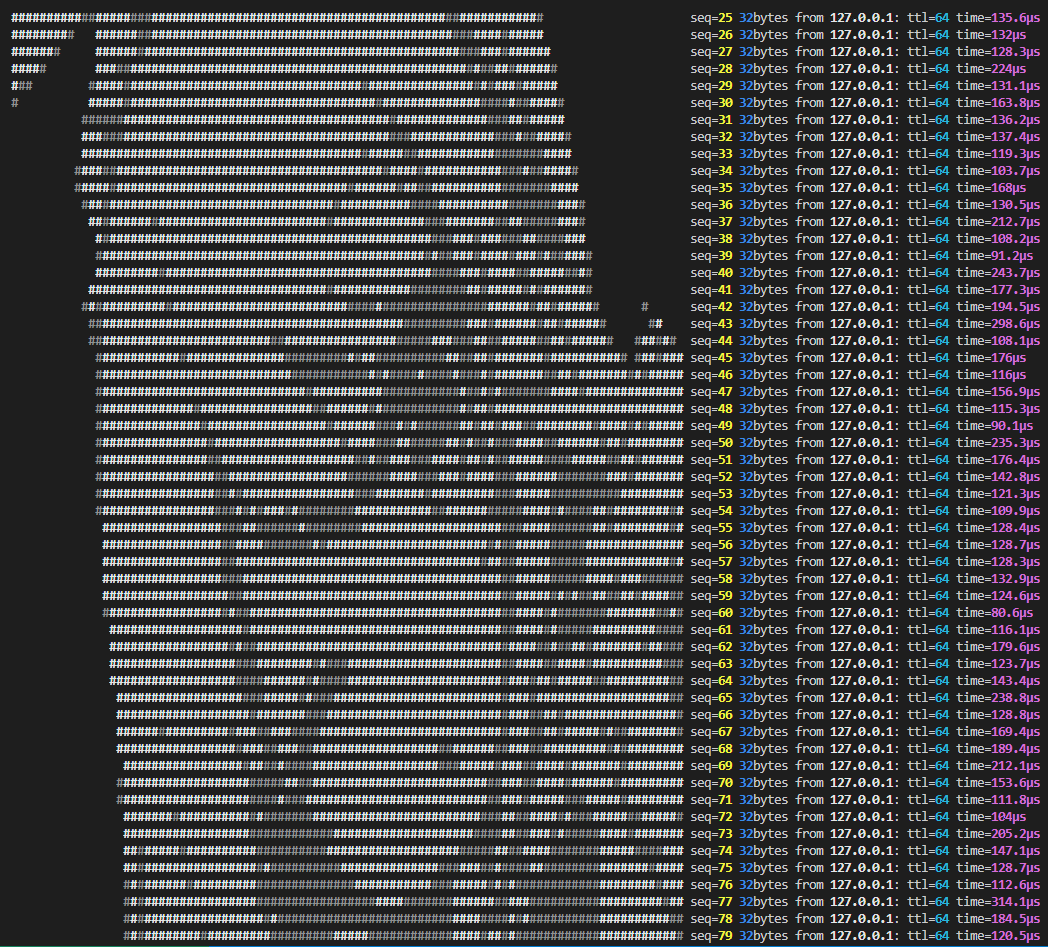 seq=25 32bytes from 127.0.0.1: ttl=64 time=135.6µs
seq=26 32bytes from 127.0.0.1: ttl=64 time=132µs
seq=27 32bytes from 127.0.0.1: ttl=64 time=128.3µs
seq=28 32bytes from 127.0.0.1: ttl=64 time=224µs
seq=29 32bytes from 127.0.0.1: ttl=64 time=131.1µs
seq=30 32bytes from 127.0.0.1: ttl=64 time=163.8µs
seq=31 32bytes from 127.0.0.1: ttl=64 time=136.2µs
seq=32 32bytes from 127.0.0.1: ttl=64 time=137.4µs
seq=33 32bytes from 127.0.0.1: ttl=64 time=119.3µs
seq=34 32bytes from 127.0.0.1: ttl=64 time=103.7µs
seq=35 32bytes from 127.0.0.1: ttl=64 time=168µs
seq=36 32bytes from 127.0.0.1: ttl=64 time=130.5µs
seq=37 32bytes from 127.0.0.1: ttl=64 time=212.7µs
seq=38 32bytes from 127.0.0.1: ttl=64 time=108.2µs
seq=39 32bytes from 127.0.0.1: ttl=64 time=91.2µs
seq=40 32bytes from 127.0.0.1: ttl=64 time=243.7µs
seq=41 32bytes from 127.0.0.1: ttl=64 time=177.3µs
seq=42 32bytes from 127.0.0.1: ttl=64 time=194.5µs
seq=43 32bytes from 127.0.0.1: ttl=64 time=298.6µs
seq=44 32bytes from 127.0.0.1: ttl=64 time=108.1µs
seq=45 32bytes from 127.0.0.1: ttl=64 time=176µs
seq=46 32bytes from 127.0.0.1: ttl=64 time=116µs
seq=47 32bytes from 127.0.0.1: ttl=64 time=156.9µs
seq=48 32bytes from 127.0.0.1: ttl=64 time=115.3µs
seq=49 32bytes from 127.0.0.1: ttl=64 time=90.1µs
seq=50 32bytes from 127.0.0.1: ttl=64 time=235.3µs
seq=51 32bytes from 127.0.0.1: ttl=64 time=176.4µs
seq=52 32bytes from 127.0.0.1: ttl=64 time=142.8µs
seq=53 32bytes from 127.0.0.1: ttl=64 time=121.3µs
seq=54 32bytes from 127.0.0.1: ttl=64 time=109.9µs
seq=55 32bytes from 127.0.0.1: ttl=64 time=128.4µs
seq=56 32bytes from 127.0.0.1: ttl=64 time=128.7µs
seq=57 32bytes from 127.0.0.1: ttl=64 time=128.3µs
seq=58 32bytes from 127.0.0.1: ttl=64 time=132.9µs
seq=59 32bytes from 127.0.0.1: ttl=64 time=124.6µs
seq=60 32bytes from 127.0.0.1: ttl=64 time=80.6µs
seq=61 32bytes from 127.0.0.1: ttl=64 time=116.1µs
seq=62 32bytes from 127.0.0.1: ttl=64 time=179.6µs
seq=63 32bytes from 127.0.0.1: ttl=64 time=123.7µs
seq=64 32bytes from 127.0.0.1: ttl=64 time=143.4µs
seq=65 32bytes from 127.0.0.1: ttl=64 time=238.8µs
seq=66 32bytes from 127.0.0.1: ttl=64 time=128.8µs
seq=67 32bytes from 127.0.0.1: ttl=64 time=169.4µs
seq=68 32bytes from 127.0.0.1: ttl=64 time=189.4µs
seq=69 32bytes from 127.0.0.1: ttl=64 time=212.1µs
seq=70 32bytes from 127.0.0.1: ttl=64 time=153.6µs
seq=71 32bytes from 127.0.0.1: ttl=64 time=111.8µs
seq=72 32bytes from 127.0.0.1: ttl=64 time=104µs
seq=73 32bytes from 127.0.0.1: ttl=64 time=205.2µs
seq=74 32bytes from 127.0.0.1: ttl=64 time=147.1µs
seq=75 32bytes from 127.0.0.1: ttl=64 time=128.7µs
seq=76 32bytes from 127.0.0.1: ttl=64 time=112.6µs
seq=77 32bytes from 127.0.0.1: ttl=64 time=314.1µs
seq=78 32bytes from 127.0.0.1: ttl=64 time=184.5µs
seq=79 32bytes from 127.0.0.1: ttl=64 time=120.5µs